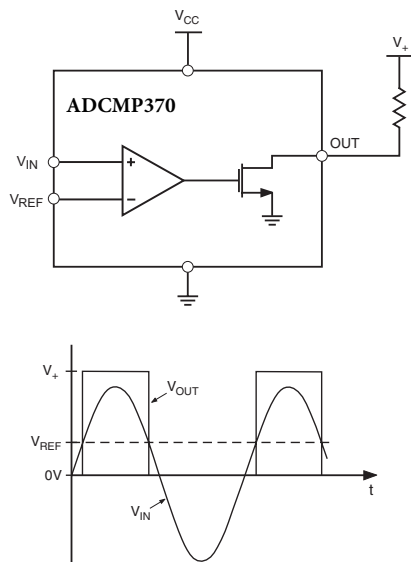 VCC
V+
ADCMP370
OUT
VIN
+
VREF
–
V+
VOUT
VREF
0V
t
VIN